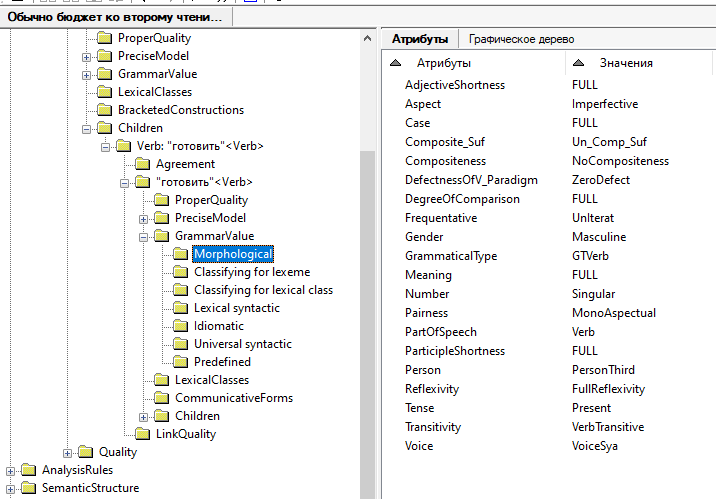 Обычно бюджет ко второму чтени...
ProperQuality
PreciseModel
GrammarValue
LexicalClasses
BracketedConstructions
Children
Verb: "готовить"<Verb>
Agreement
"готовить"<Verb>
ProperQuality
PreciseModel
GrammarValue
Morphological
Classifying for lexeme
Classifying for lexical class
Lexical syntactic
Idiomatic
Universal syntactic
Predefined
LexicalClasses
CommunicativeForms
Children
LinkQuality
Quality
AnalysisRules
SemanticStructure
Атрибуты Графическое дерево
Атрибуты Значения
AdjectiveShortness FULL
Aspect Imperfective
Case FULL
Composite_Suf Un_Comp_Suf
Compositeness NoCompositeness
DefectnessOfV_Paradigm ZeroDefect
DegreeOfComparison FULL
Frequentative UnIterat
Gender Masculine
GrammaticalType GTVerb
Meaning FULL
Number Singular
Pairness MonoAspectual
PartOfSpeech Verb
ParticipleShortness FULL
Person PersonThird
Reflexivity FullReflexivity
Tense Present
Transitivity VerbTransitive
Voice VoiceSya